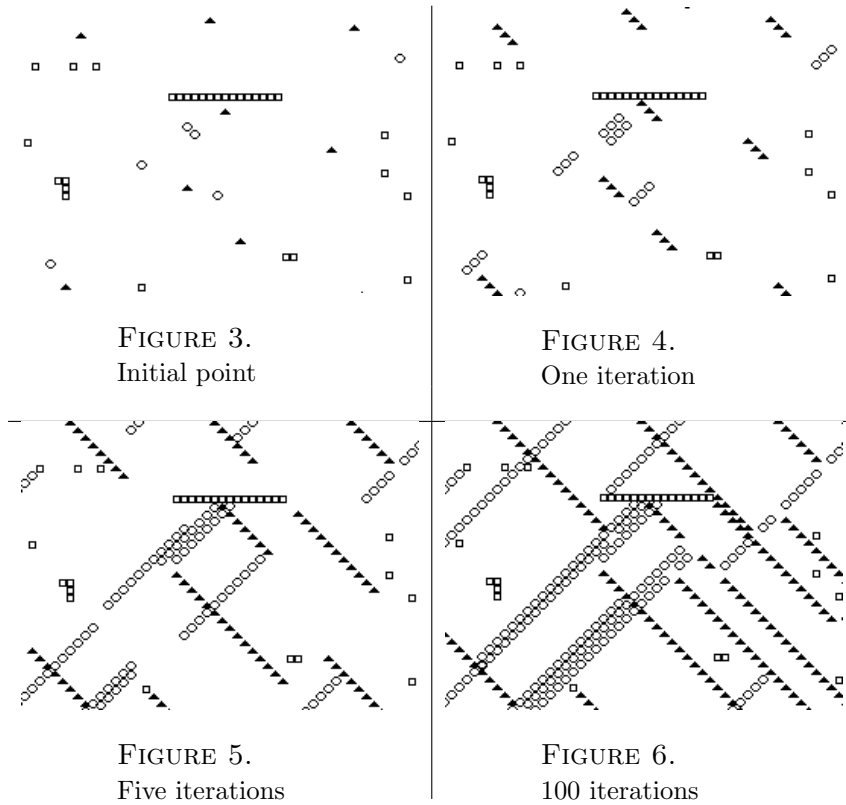 FIGURE 3.
Initial point
FIGURE 4.
One iteration
FIGURE 5.
Five iterations
FIGURE 6.
100 iterations